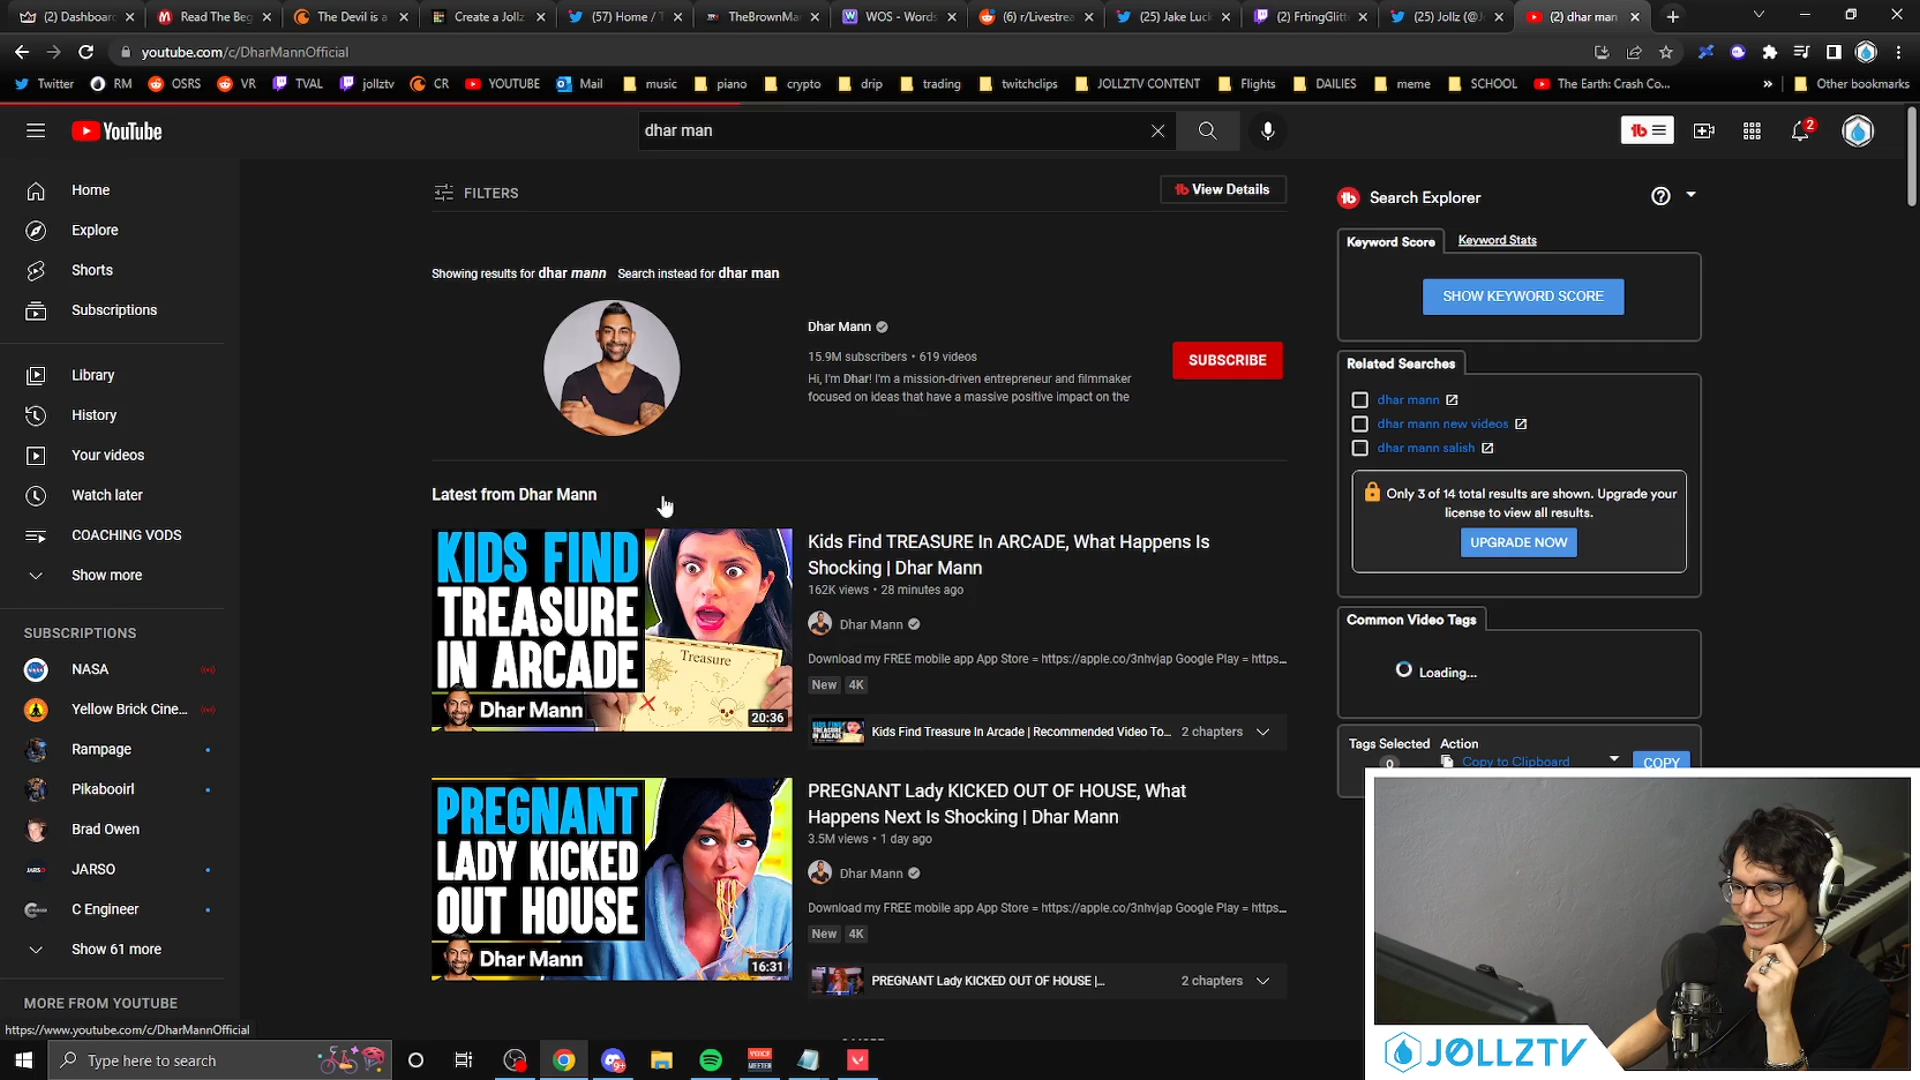 (2) Dashboa
Read The Beg
The Devil is a
Create a Jollz
(57) Home / T
TheBrownMa
WOS - Words
(6) r/Livestrea
(25) Jake Luck
(2) FrtingGlitt
(25) Jollz (@J
(2) dhar man
youtube.com/c/DharMannOfficial
Twitter
RM
OSRS
VR
TVAL
jollztv
CR
YOUTUBE
Mail
music
piano
crypto
drip
trading
twitchclips
JOLLZTV CONTENT
Flights
DAILIES
meme
SCHOOL
The Earth: Crash Co...
Other bookmarks
YouTube
dhar man
2
Home
Explore
Shorts
Subscriptions
Library
History
Your videos
Watch later
COACHING VODS
Show more
SUBSCRIPTIONS
NASA
Yellow Brick Cine...
Rampage
Pikabooirl
Brad Owen
JARSO
C Engineer
Show 61 more
MORE FROM YOUTUBE
FILTERS
View Details
Showing results for dhar mann Search instead for dhar man
Dhar Mann
15.9M subscribers • 619 videos
Hi, I'm Dhar! I'm a mission-driven entrepreneur and filmmaker
focused on ideas that have a massive positive impact on the
SUBSCRIBE
Latest from Dhar Mann
KIDS FIND
TREASURE
IN ARCADE
Dhar Mann
Treasure
20:36
Kids Find TREASURE In ARCADE, What Happens Is
Shocking | Dhar Mann
162K views • 28 minutes ago
Dhar Mann
Download my FREE mobile app App Store = https://apple.co/3nhvjap Google Play = https...
New 4K
Kids Find Treasure In Arcade | Recommended Video To... 2 chapters
PREGNANT
LADY KICKED
OUT HOUSE
Dhar Mann
16:31
PREGNANT Lady KICKED OUT OF HOUSE, What
Happens Next Is Shocking | Dhar Mann
3.5M views • 1 day ago
Dhar Mann
Download my FREE mobile app App Store = https://apple.co/3nhvjap Google Play = https...
New 4K
PREGNANT Lady KICKED OUT OF HOUSE |... 2 chapters
Search Explorer
Keyword Score Keyword Stats
SHOW KEYWORD SCORE
Related Searches
dhar mann
dhar mann new videos
dhar mann salish
Only 3 of 14 total results are shown. Upgrade your
license to view all results.
UPGRADE NOW
Common Video Tags
Loading...
Tags Selected Action
0 Copy to Clipboard COPY
JOLLZTV
https://www.youtube.com/c/DharMannOfficial
Type here to search